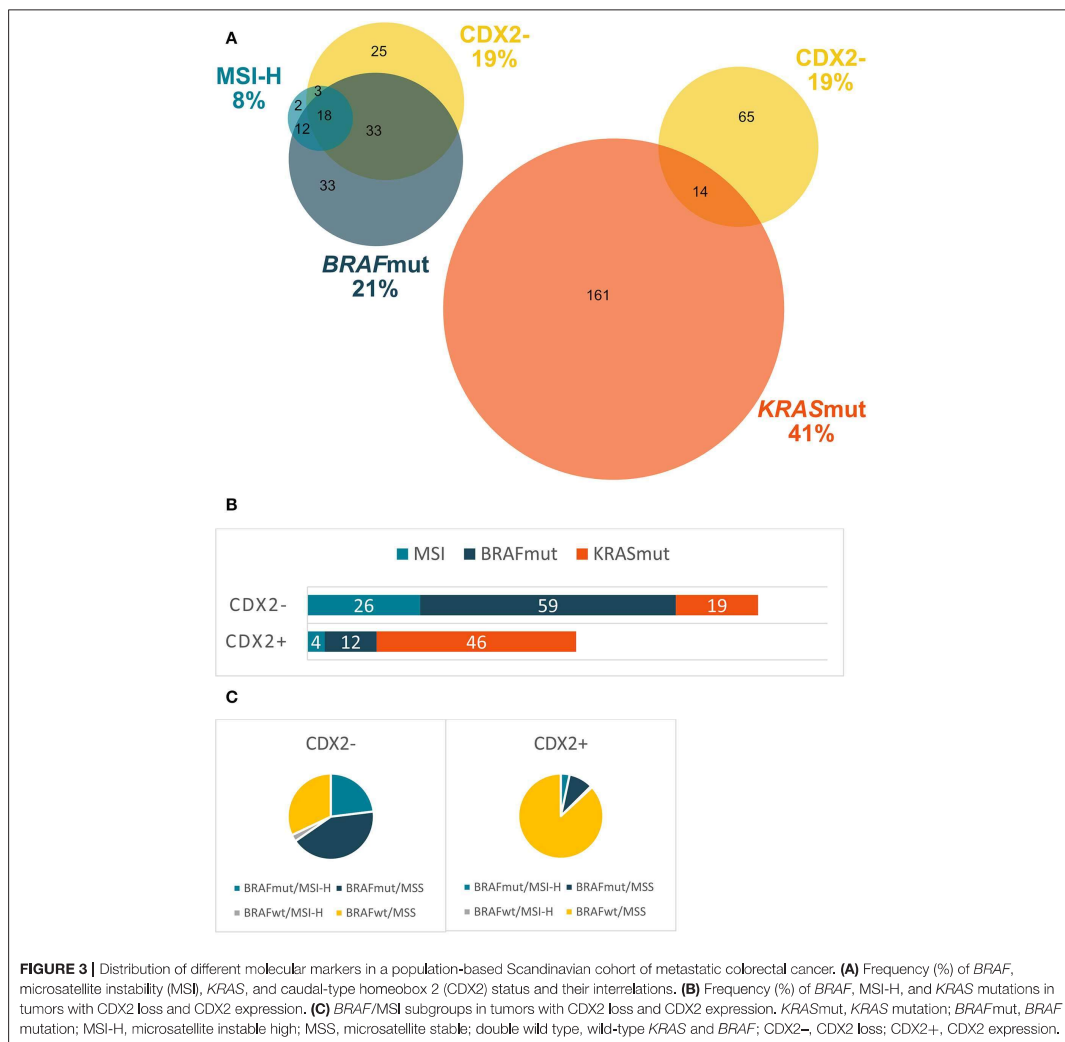 A
25
CDX2-
19%
MSI-H
8%
3
2
18
12
33
33
BRAFmut
21%
CDX2-
19%
65
14
161
KRASmut
41%
B
MSI BRAFmut KRASmut
CDX2- 26 59 19
CDX2+ 4 12 46
C
CDX2-
BRAFmut/MSI-H BRAFmut/MSS
BRAFwt/MSI-H BRAFwt/MSS
CDX2+
BRAFmut/MSI-H BRAFmut/MSS
BRAFwt/MSI-H BRAFwt/MSS
FIGURE 3 | Distribution of different molecular markers in a population-based Scandinavian cohort of metastatic colorectal cancer. (A) Frequency (%) of BRAF,
microsatellite instability (MSI), KRAS, and caudal-type homeobox 2 (CDX2) status and their interrelations. (B) Frequency (%) of BRAF, MSI-H, and KRAS mutations in
tumors with CDX2 loss and CDX2 expression. (C) BRAF/MSI subgroups in tumors with CDX2 loss and CDX2 expression. KRASmut, KRAS mutation; BRAFmut, BRAF
mutation; MSI-H, microsatellite instable high; MSS, microsatellite stable; double wild type, wild-type KRAS and BRAF; CDX2–, CDX2 loss; CDX2+, CDX2 expression.